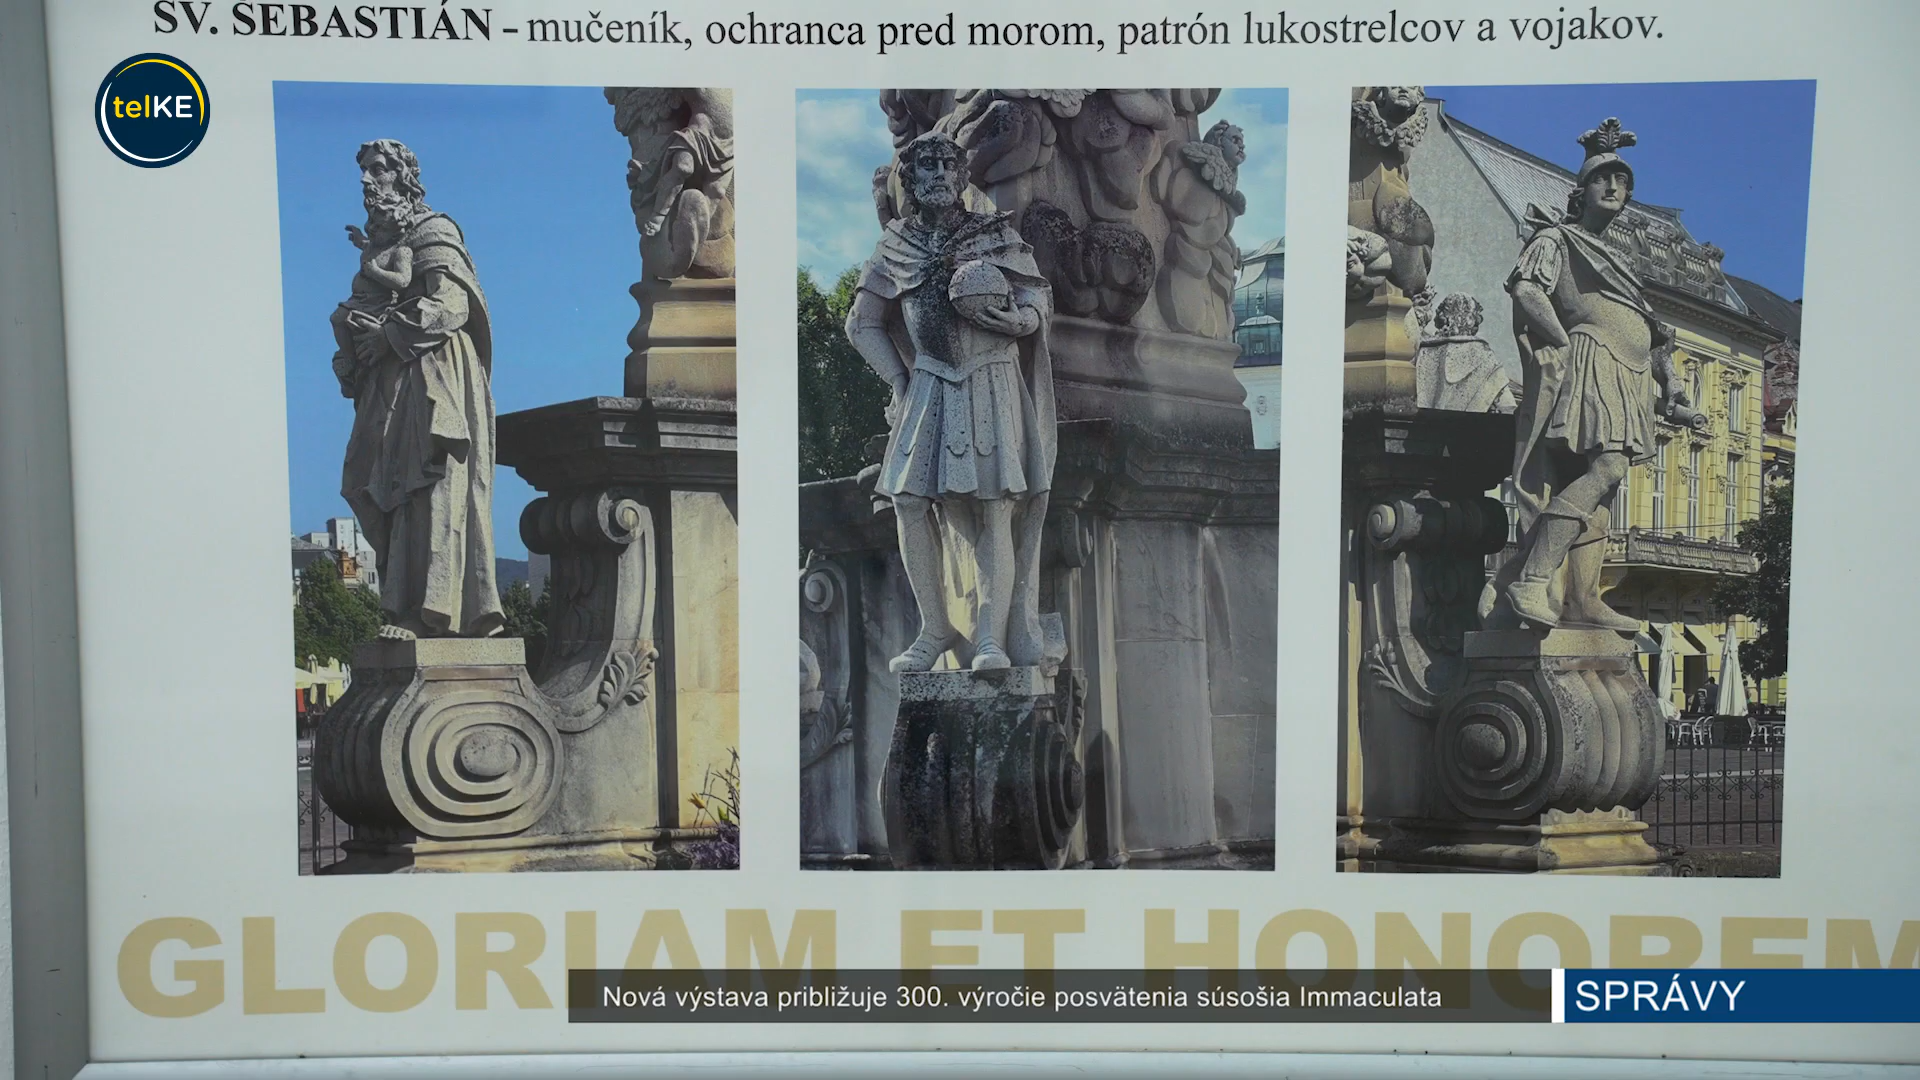 SV. ŠEBASTIÁN – mučeník, ochranca pred morom, patrón lukostrelcov a vojakov.
telKE
GLORIAM ET HONOREM
Nová výstava približuje 300. výročie posvätenia súsošia Immaculata
SPRÁVY